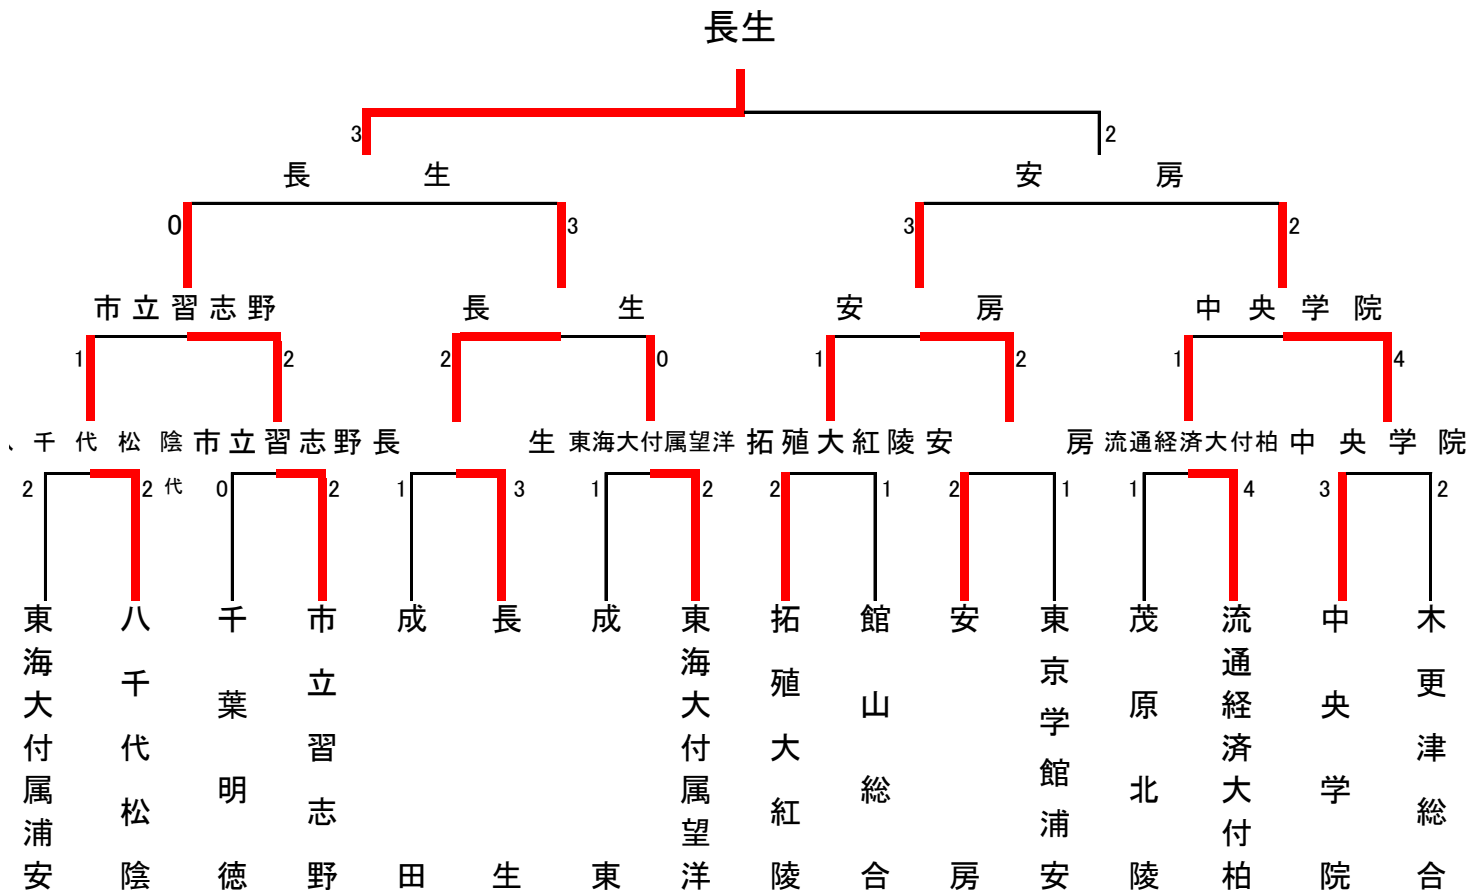 長生
3 2
長 生 安 房
0 3 3 2
市立習志野 長 生 安 房 中央学院
1 2 2 0 1 2 1 4
千代松陰 市立習志野 長 生 東海大付属望洋 拓殖大紅陵 安 房 流通経済大付柏 中央学院
2 2 代 0 2 1 3 1 2 2 1 2 1 1 4 3 2
東海大付属浦安
八千代松陰
千葉明徳
市立習志野
成田
長生
成東
東海大付属望洋
拓殖大紅陵
館山総合
安房
東京学館浦安
茂原北陵
流通経済大付柏
中央学院
木更津総合